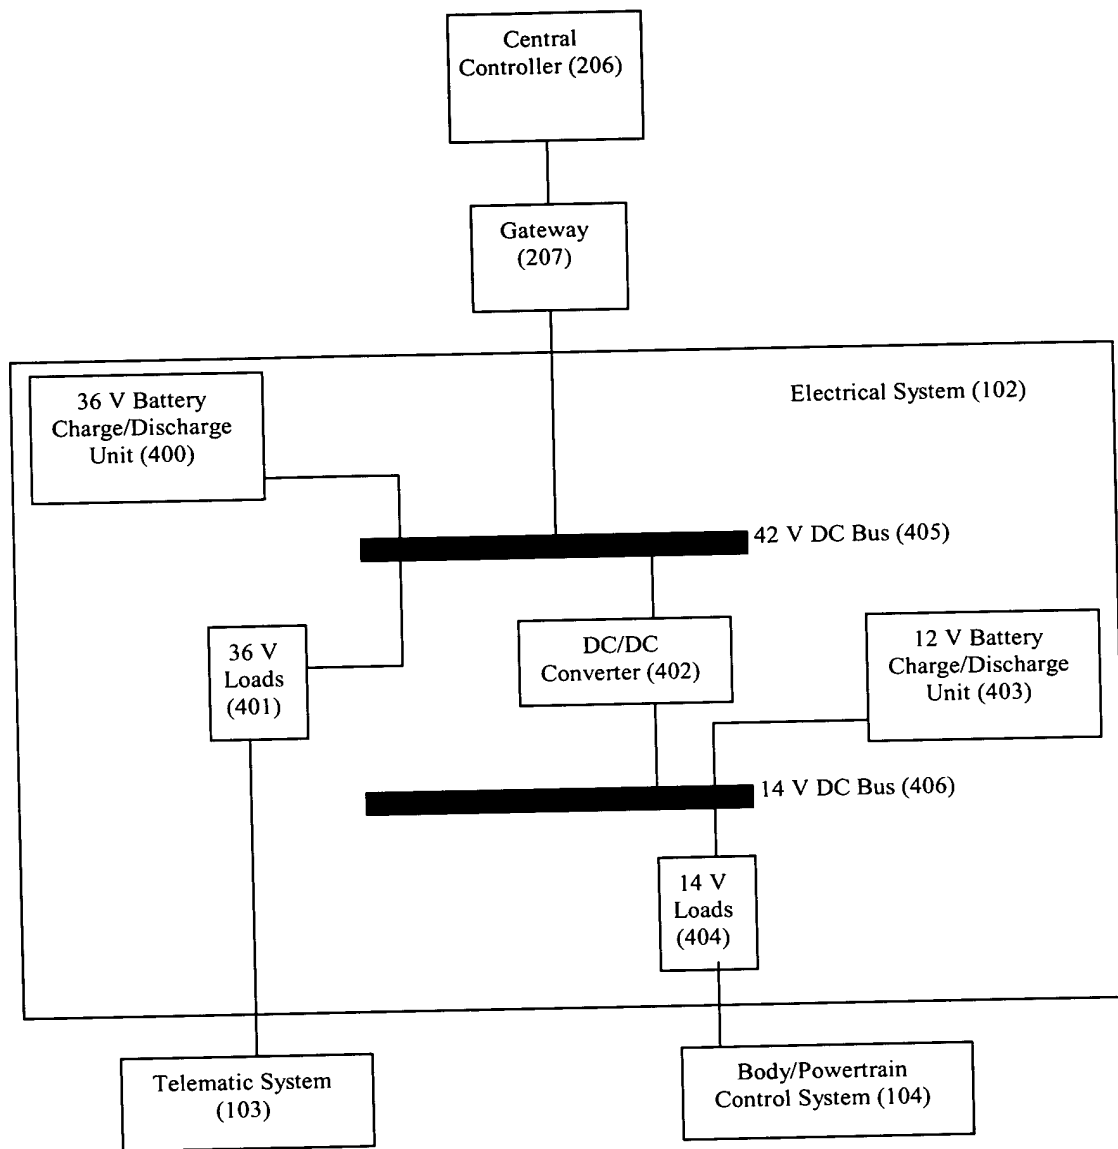 Central
Controller (206)
Gateway
(207)
Electrical System (102)
36 V Battery
Charge/Discharge
Unit (400)
42 V DC Bus (405)
36 V
Loads
(401)
DC/DC
Converter (402)
12 V Battery
Charge/Discharge
Unit (403)
14 V DC Bus (406)
14 V
Loads
(404)
Telematic System
(103)
Body/Powertrain
Control System (104)